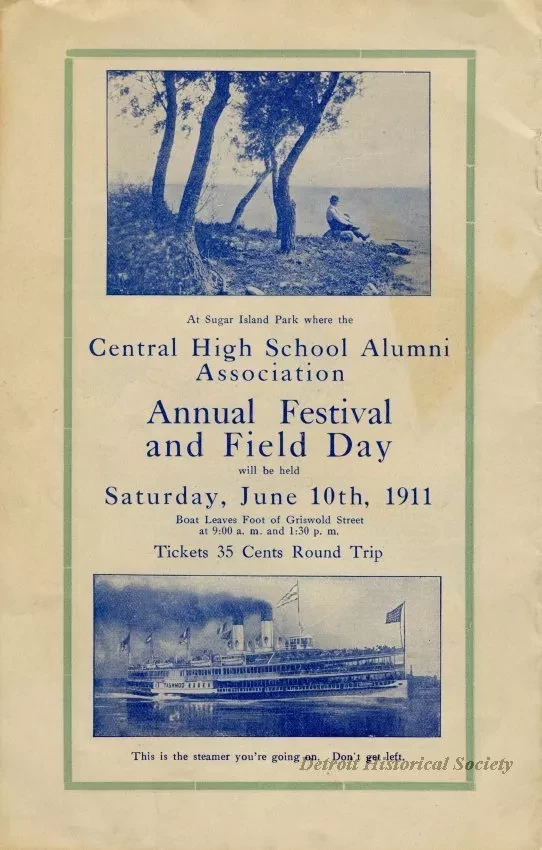 At Sugar Island Park where the
Central High School Alumni
Association
Annual Festival
and Field Day
will be held
Saturday, June 10th, 1911
Boat Leaves Foot of Griswold Street
at 9:00 a. m. and 1:30 p. m.
Tickets 35 Cents Round Trip
This is the steamer you're going on. Don't get left.
Detroit Historical Society